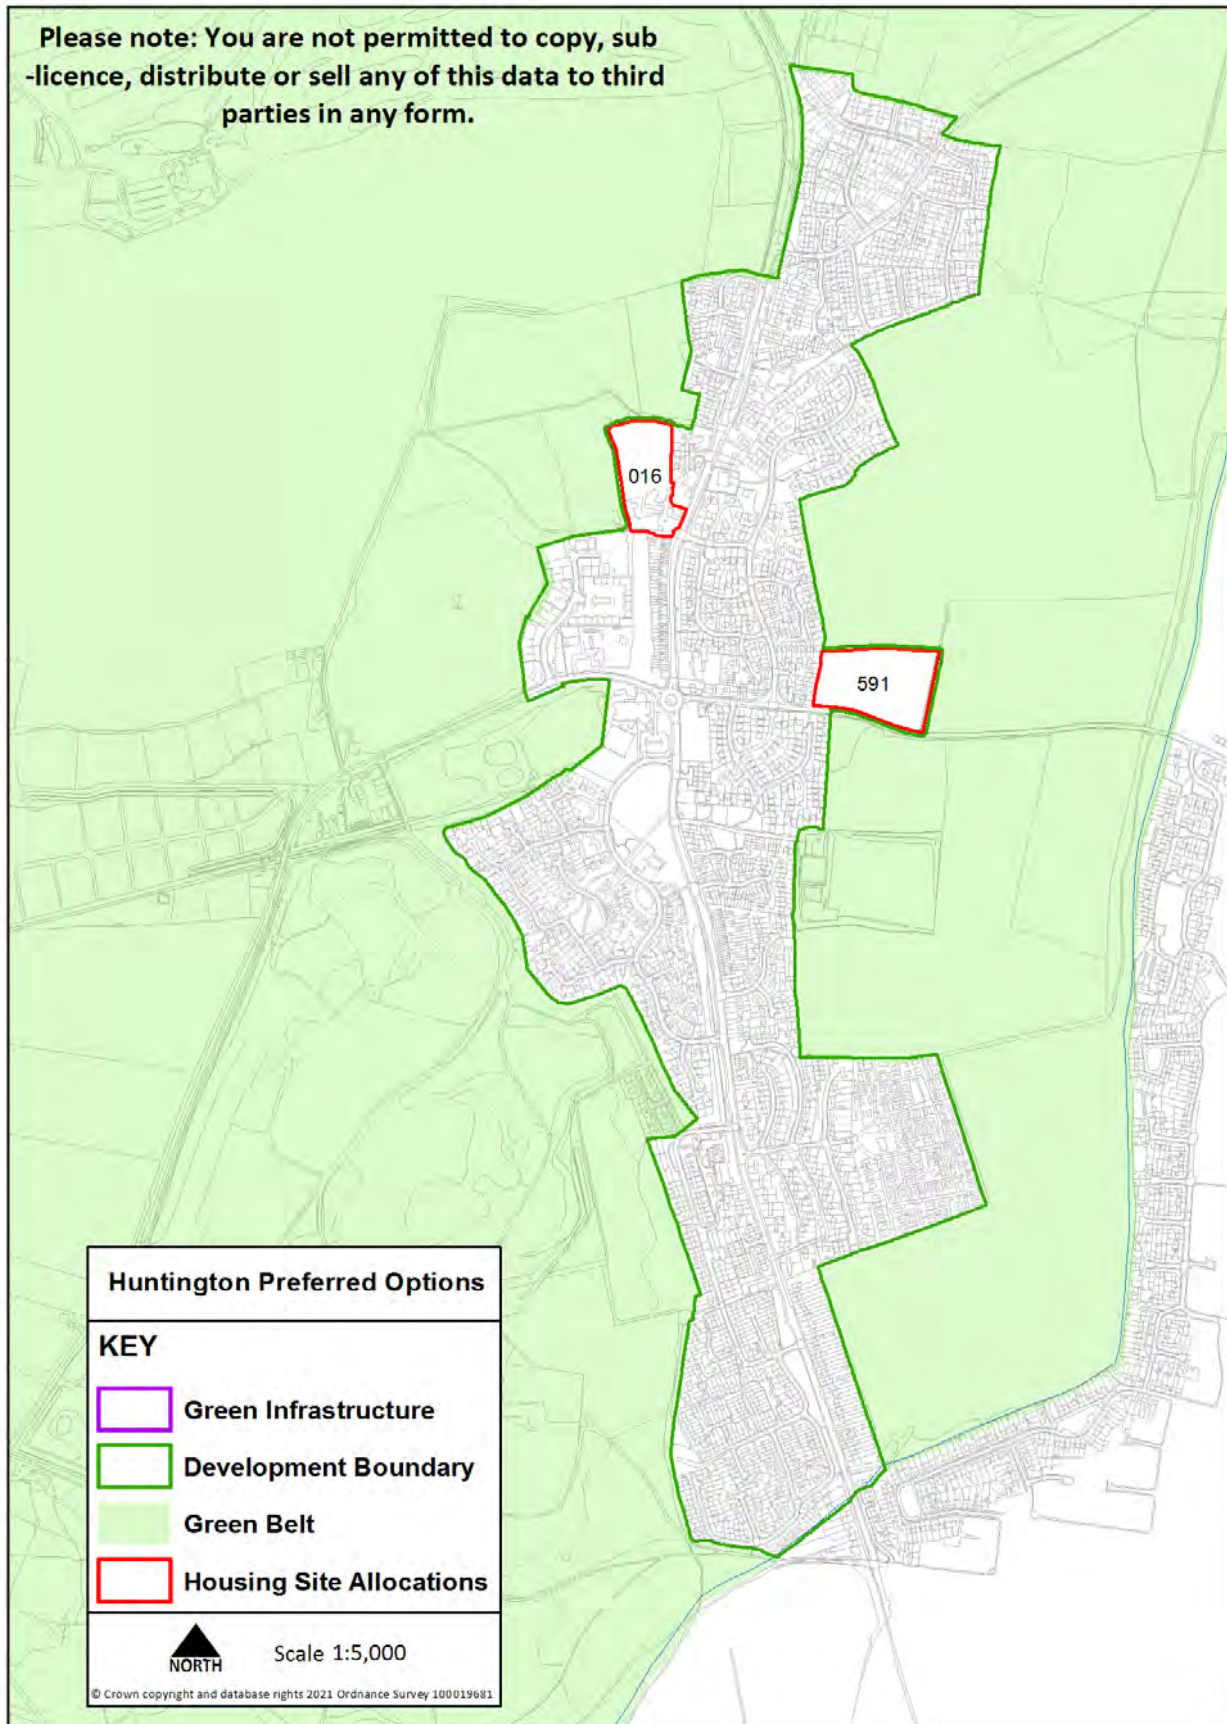 Please note: You are not permitted to copy, sub
-licence, distribute or sell any of this data to third
parties in any form.
016
591
Huntington Preferred Options
KEY
Green Infrastructure
Development Boundary
Green Belt
Housing Site Allocations
NORTH
Scale 1:5,000
© Crown copyright and database rights 2021 Ordnance Survey 100019681